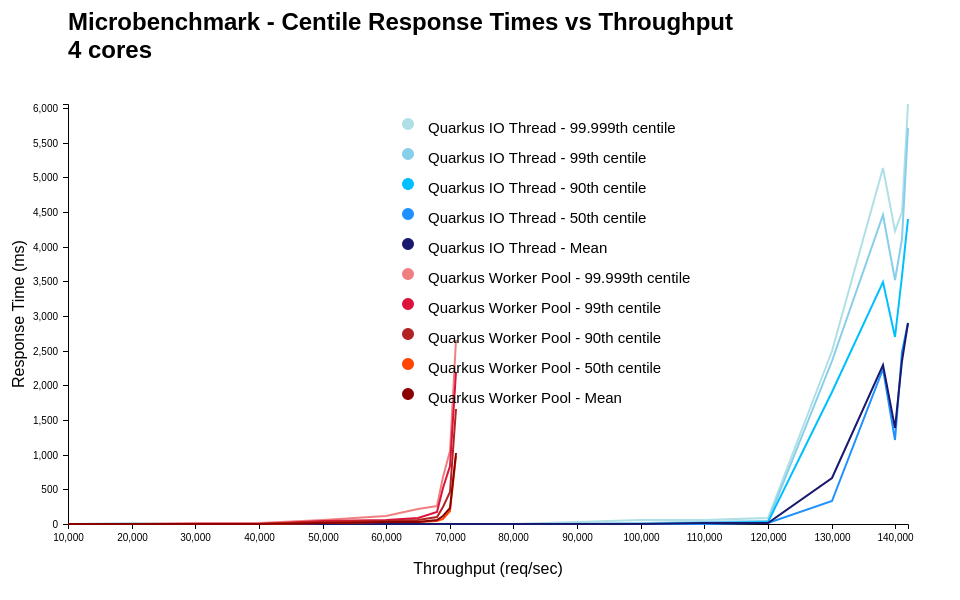 Microbenchmark - Centile Response Times vs Throughput
4 cores
6,000
5,500
5,000
4,500
4,000
3,500
3,000
2,500
2,000
1,500
1,000
500
0
Response Time (ms)
Quarkus IO Thread - 99.999th centile
Quarkus IO Thread - 99th centile
Quarkus IO Thread - 90th centile
Quarkus IO Thread - 50th centile
Quarkus IO Thread - Mean
Quarkus Worker Pool - 99.999th centile
Quarkus Worker Pool - 99th centile
Quarkus Worker Pool - 90th centile
Quarkus Worker Pool - 50th centile
Quarkus Worker Pool - Mean
10,000 20,000 30,000 40,000 50,000 60,000 70,000 80,000 90,000 100,000 110,000 120,000 130,000 140,000
Throughput (req/sec)